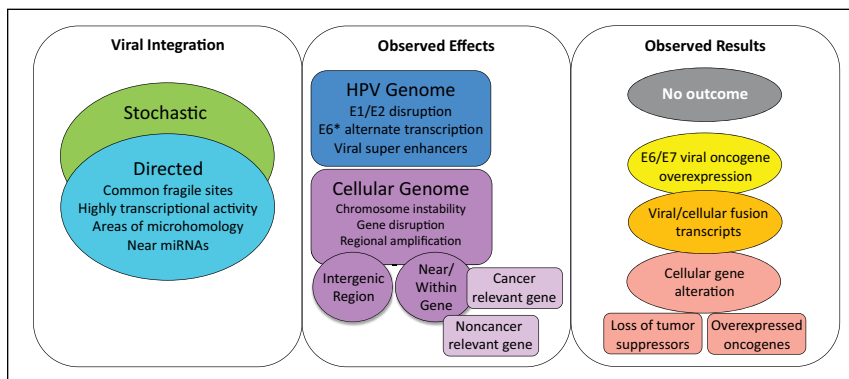 Viral Integration
Stochastic
Directed
Common fragile sites
Highly transcriptional activity
Areas of microhomology
Near miRNAs
Observed Effects
HPV Genome
E1/E2 disruption
E6* alternate transcription
Viral super enhancers
Cellular Genome
Chromosome instability
Gene disruption
Regional amplification
Intergenic
Region
Near/
Within
Gene
Cancer
relevant gene
Noncancer
relevant gene
Observed Results
No outcome
E6/E7 viral oncogene
overexpression
Viral/cellular fusion
transcripts
Cellular gene
alteration
Loss of tumor
suppressors
Overexpressed
oncogenes